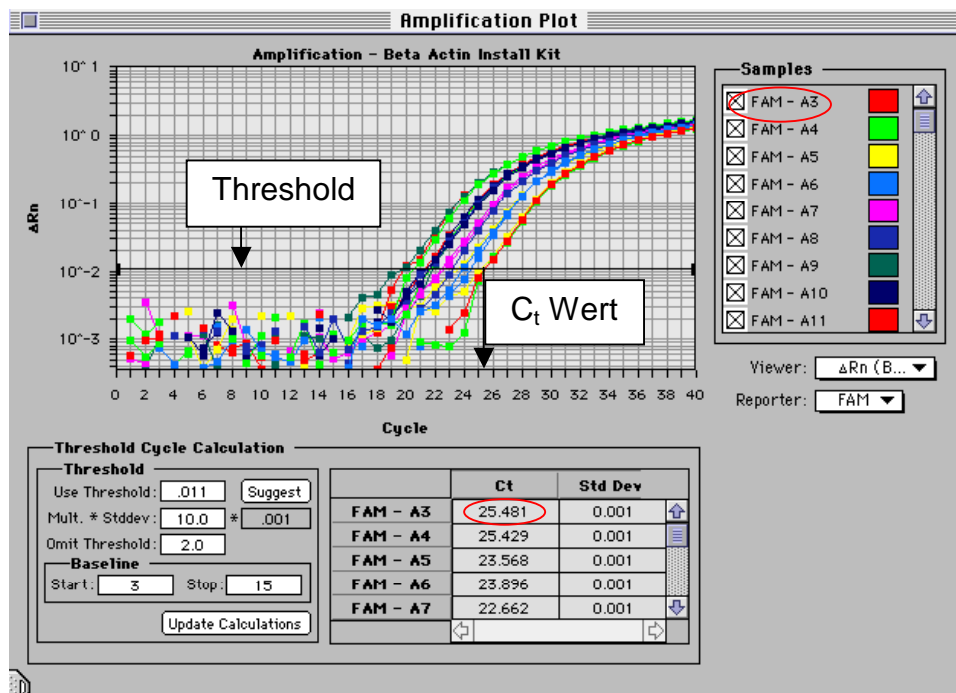 Amplification Plot
Amplification - Beta Actin Install Kit
10^ 1
10^ 0
10^-1
10^-2
10^-3
ΔRn
Threshold
Ct Wert
0 2 4 6 8 10 12 14 16 18 20 22 24 26 28 30 32 34 36 38 40
Cycle
Samples
FAM - A3
FAM - A4
FAM - A5
FAM - A6
FAM - A7
FAM - A8
FAM - A9
FAM - A10
FAM - A11
Viewer: ΔRn (B...
Reporter: FAM
Threshold Cycle Calculation
Threshold
Use Threshold: .011 Suggest
Mult. * Stddev: 10.0 * .001
Omit Threshold: 2.0
Baseline
Start: 3 Stop: 15
Update Calculations
Ct Std Dev
FAM - A3 25.481 0.001
FAM - A4 25.429 0.001
FAM - A5 23.568 0.001
FAM - A6 23.896 0.001
FAM - A7 22.662 0.001